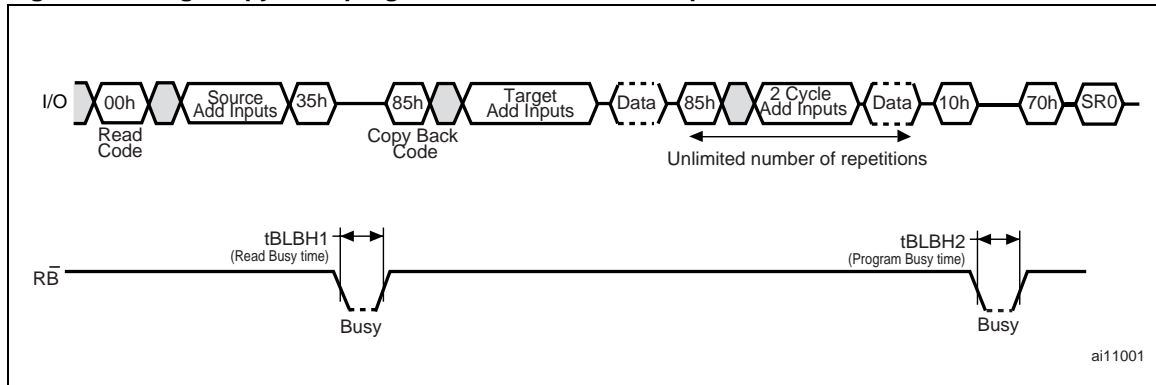 I/O
00h
Source
Add Inputs
35h
85h
Target
Add Inputs
Data
85h
2 Cycle
Add Inputs
Data
10h
70h
SR0
Read
Code
Copy Back
Code
Unlimited number of repetitions
tBLBH1
(Read Busy time)
tBLBH2
(Program Busy time)
RB
Busy
Busy
ai11001